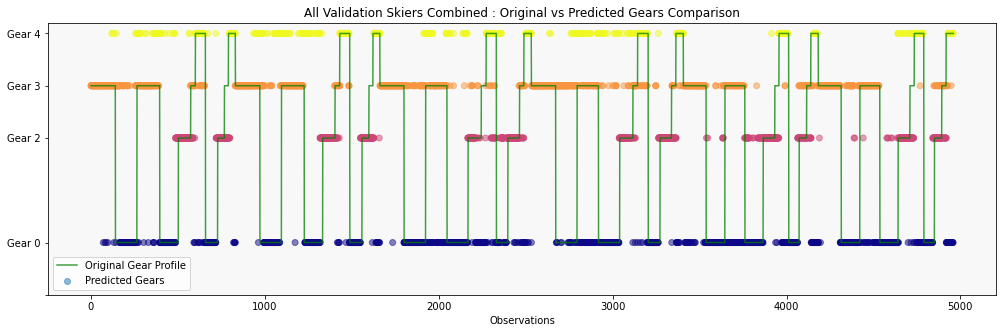 All Validation Skiers Combined : Original vs Predicted Gears Comparison
Gear 4
Gear 3
Gear 2
Gear 0
Original Gear Profile
Predicted Gears
0 1000 2000 3000 4000 5000
Observations